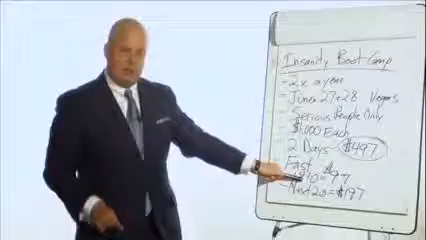 Insanity Boot Camp
- 2x a year
- June 27+28 Vegas
- Serious People Only
$1,000 Each
2 Days - $497
Fast
Next 20 = $197